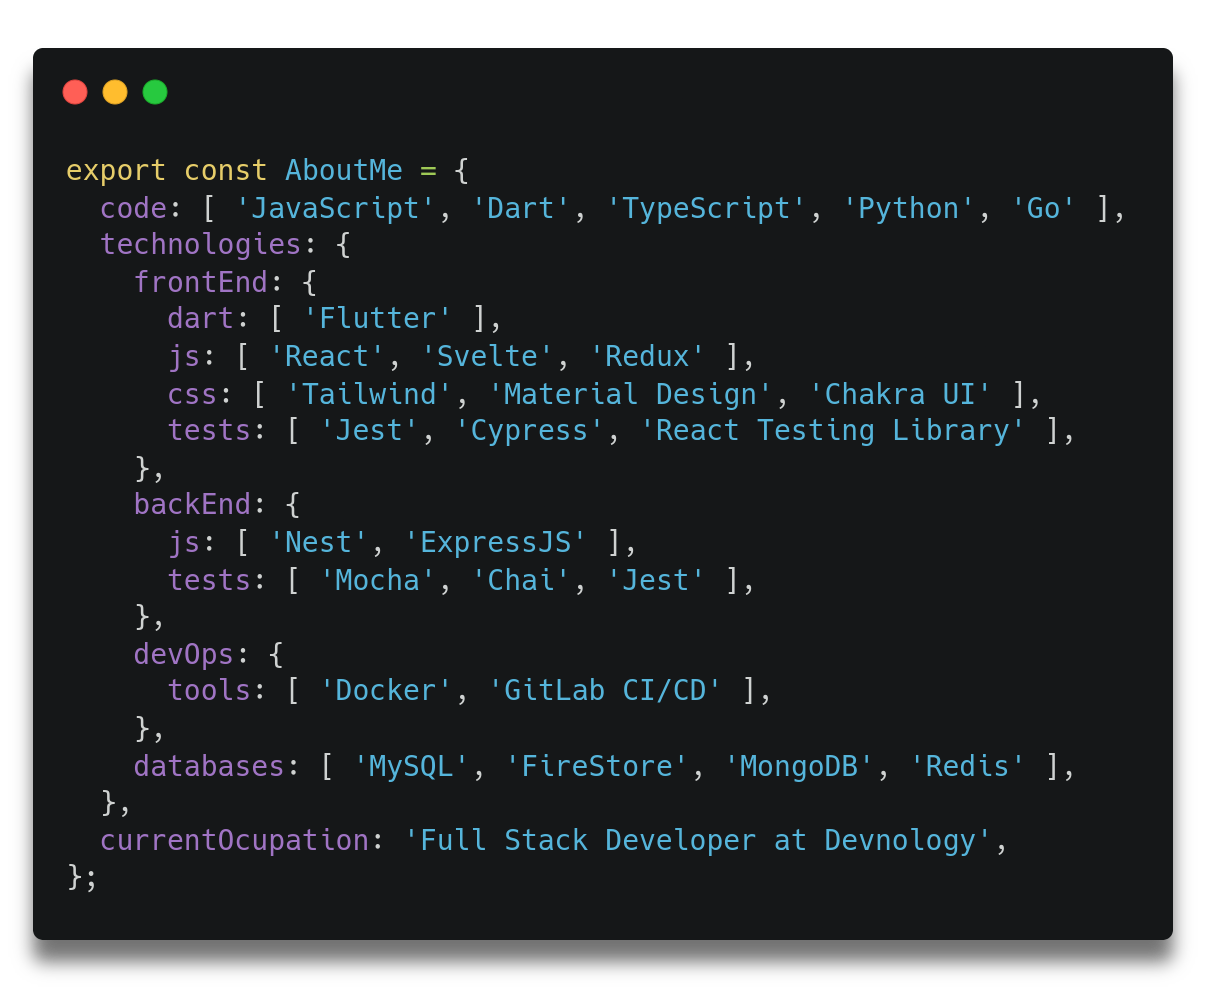 export const AboutMe = {
  code: [ 'JavaScript', 'Dart', 'TypeScript', 'Python', 'Go' ],
  technologies: {
    frontEnd: {
      dart: [ 'Flutter' ],
      js: [ 'React', 'Svelte', 'Redux' ],
      css: [ 'Tailwind', 'Material Design', 'Chakra UI' ],
      tests: [ 'Jest', 'Cypress', 'React Testing Library' ],
    },
    backEnd: {
      js: [ 'Nest', 'ExpressJS' ],
      tests: [ 'Mocha', 'Chai', 'Jest' ],
    },
    devOps: {
      tools: [ 'Docker', 'GitLab CI/CD' ],
    },
    databases: [ 'MySQL', 'FireStore', 'MongoDB', 'Redis' ],
  },
  currentOcupation: 'Full Stack Developer at Devnology',
};